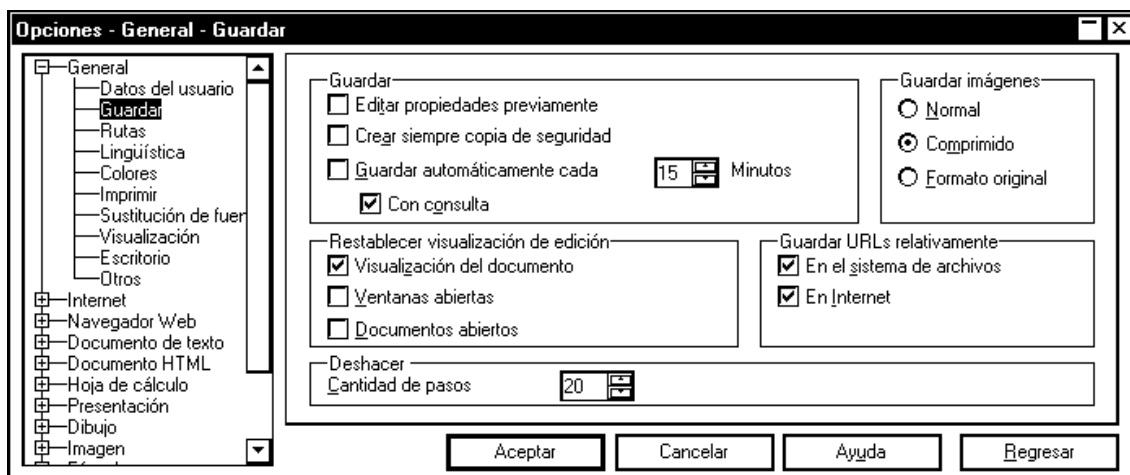 Opciones - General - Guardar
General
Datos del usuario
Guardar
Rutas
Lingüística
Colores
Imprimir
Sustitución de fuer
Visualización
Escritorio
Otros
Internet
Navegador Web
Documento de texto
Documento HTML
Hoja de cálculo
Presentación
Dibujo
Imagen
Guardar
Editar propiedades previamente
Crear siempre copia de seguridad
Guardar automáticamente cada 15 Minutos
Con consulta
Guardar imágenes
Normal
Comprimido
Formato original
Restablecer visualización de edición
Visualización del documento
Ventanas abiertas
Documentos abiertos
Guardar URLs relativamente
En el sistema de archivos
En Internet
Deshacer
Cantidad de pasos 20
Aceptar Cancelar Ayuda Regresar